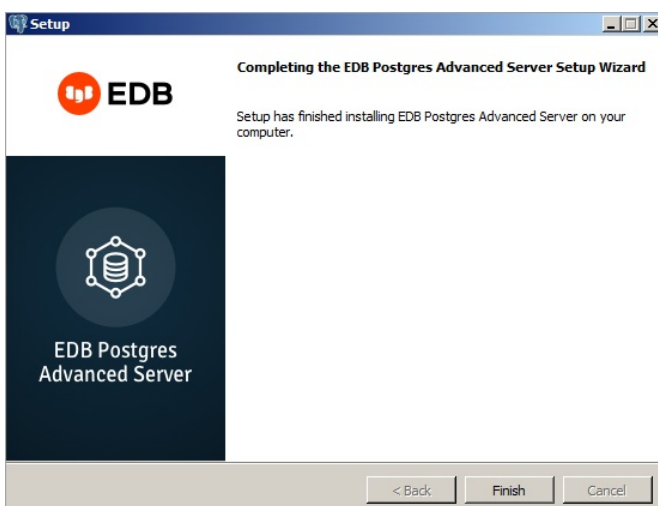 Setup
EDB
Completing the EDB Postgres Advanced Server Setup Wizard
Setup has finished installing EDB Postgres Advanced Server on your
computer.
EDB Postgres
Advanced Server
< Back
Finish
Cancel